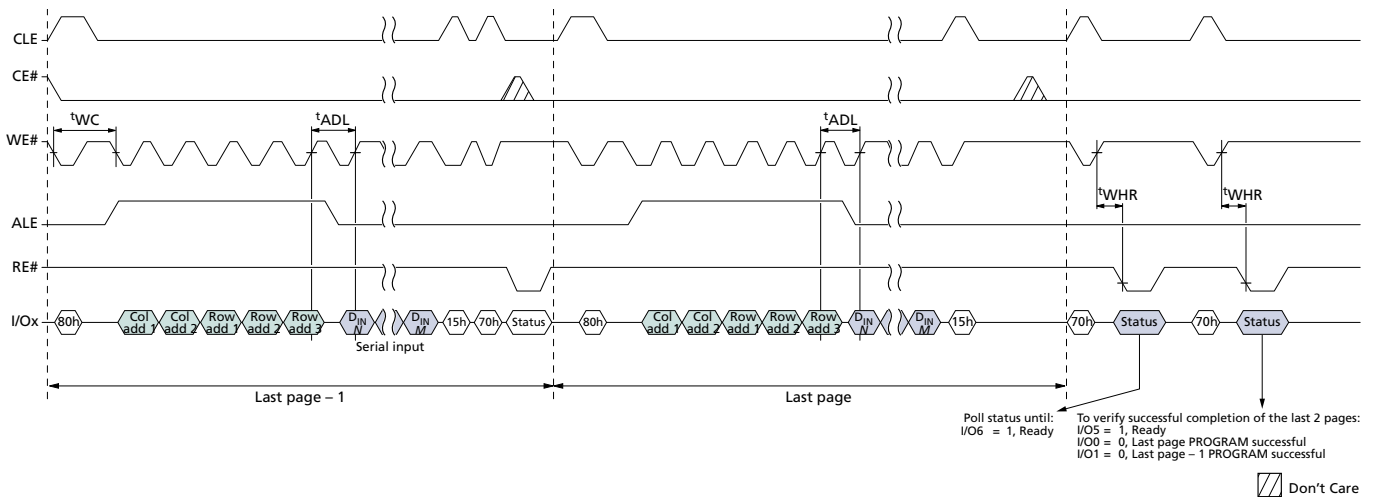 CLE
CE#
tWC
tADL
tADL
WE#
tWHR
tWHR
ALE
RE#
I/Ox
80h
Col add 1
Col add 2
Row add 1
Row add 2
Row add 3
DIN N
DIN M
15h
70h
Status
80h
Col add 1
Col add 2
Row add 1
Row add 2
Row add 3
DIN N
DIN M
15h
70h
Status
70h
Status
Serial input
Last page – 1
Last page
Poll status until:
I/O6 = 1, Ready
To verify successful completion of the last 2 pages:
I/O5 = 1, Ready
I/O0 = 0, Last page PROGRAM successful
I/O1 = 0, Last page – 1 PROGRAM successful
Don't Care